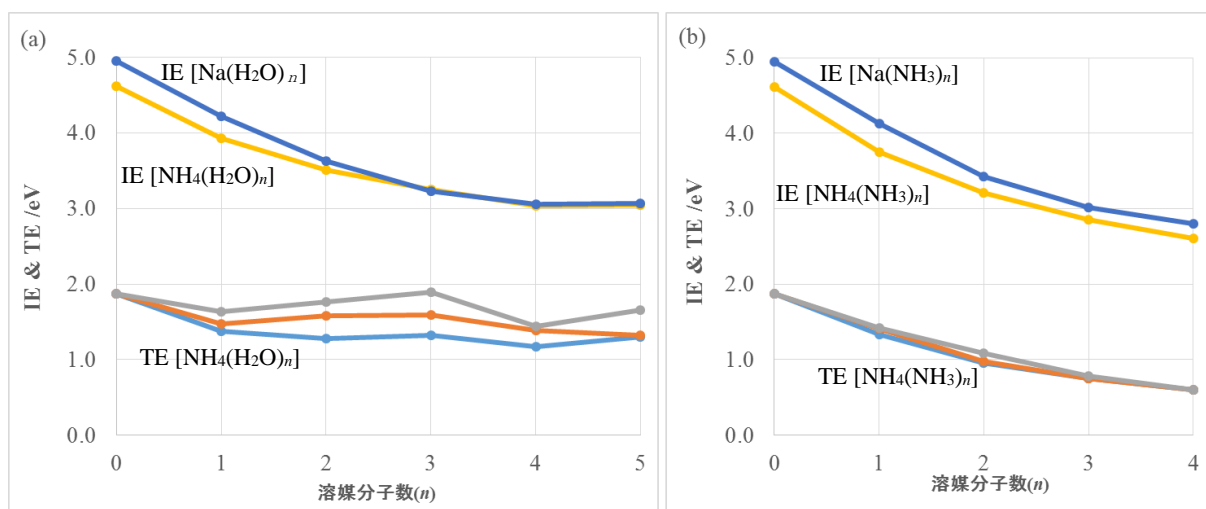 (a)
5.0
4.0
3.0
2.0
1.0
0.0
IE & TE /eV
IE [Na(H₂O)ₙ]
IE [NH₄(H₂O)ₙ]
TE [NH₄(H₂O)ₙ]
0 1 2 3 4 5
溶媒分子数(n)
(b)
5.0
4.0
3.0
2.0
1.0
0.0
IE & TE /eV
IE [Na(NH₃)ₙ]
IE [NH₄(NH₃)ₙ]
TE [NH₄(NH₃)ₙ]
0 1 2 3 4
溶媒分子数(n)